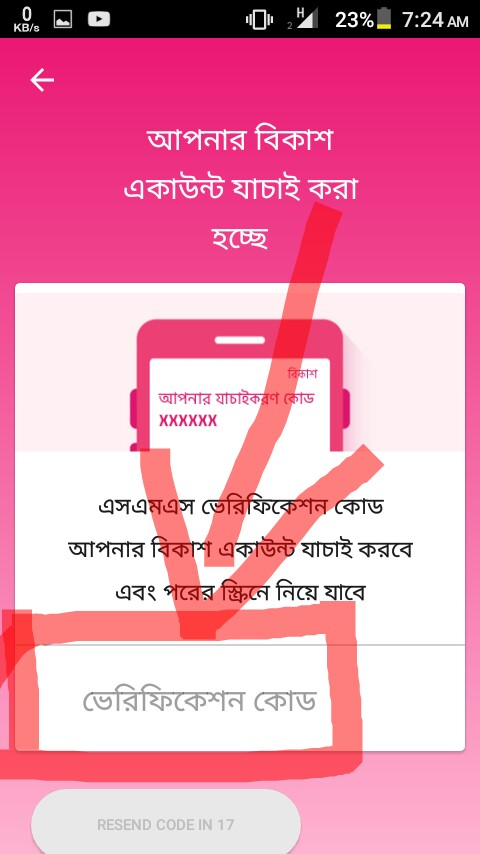 0
KB/s
2
H
23%
7:24 AM
আপনার বিকাশ
একাউন্ট যাচাই করা
হচ্ছে
বিকাশ
আপনার যাচাইকরণ কোড
XXXXXX
এসএমএস ভেরিফিকেশন কোড
আপনার বিকাশ একাউন্ট যাচাই করবে
এবং পরের স্ক্রিনে নিয়ে যাবে
ভেরিফিকেশন কোড
RESEND CODE IN 17